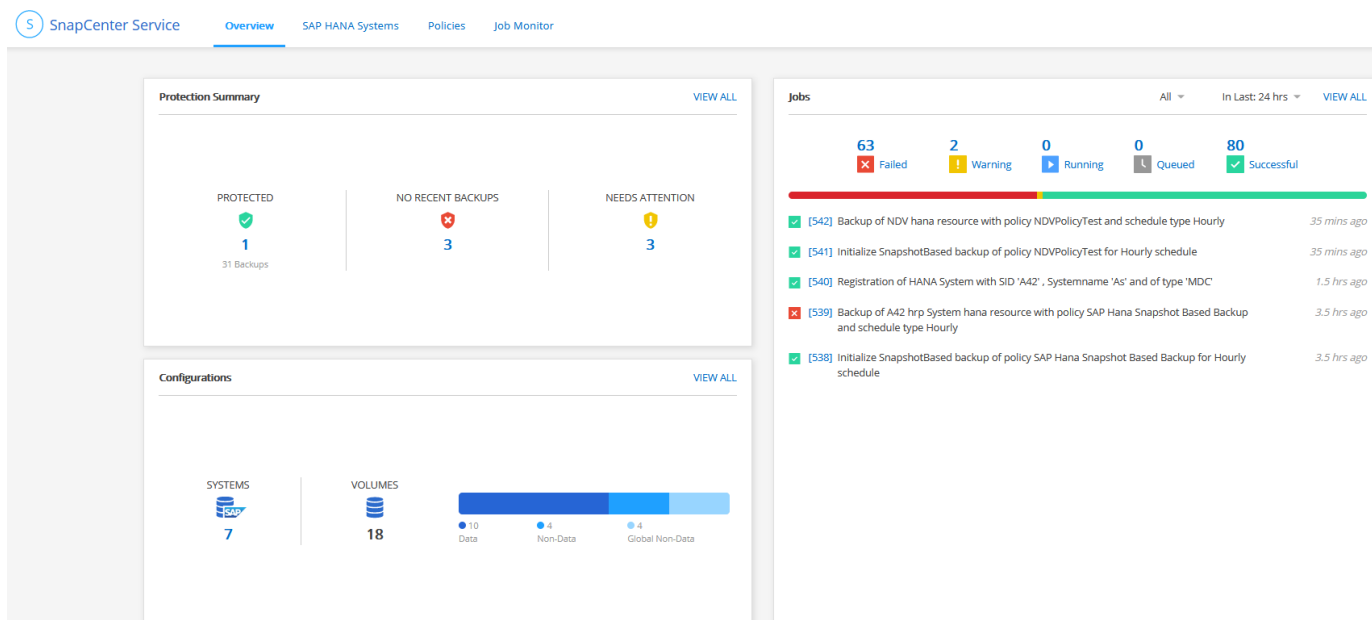 S SnapCenter Service Overview SAP HANA Systems Policies Job Monitor
Protection Summary VIEW ALL
PROTECTED NO RECENT BACKUPS NEEDS ATTENTION
1 3 3
31 Backups
Configurations VIEW ALL
SYSTEMS VOLUMES
SAP
7 18
10 4 4
Data Non-Data Global Non-Data
Jobs All In Last: 24 hrs VIEW ALL
63 2 0 0 80
Failed Warning Running Queued Successful
[542] Backup of NDV hana resource with policy NDVPolicyTest and schedule type Hourly 35 mins ago
[541] Initialize SnapshotBased backup of policy NDVPolicyTest for Hourly schedule 35 mins ago
[540] Registration of HANA System with SID 'A42' , Systemname 'As' and of type 'MDC' 1.5 hrs ago
[539] Backup of A42 hrp System hana resource with policy SAP Hana Snapshot Based Backup 3.5 hrs ago
and schedule type Hourly
[538] Initialize SnapshotBased backup of policy SAP Hana Snapshot Based Backup for Hourly 3.5 hrs ago
schedule